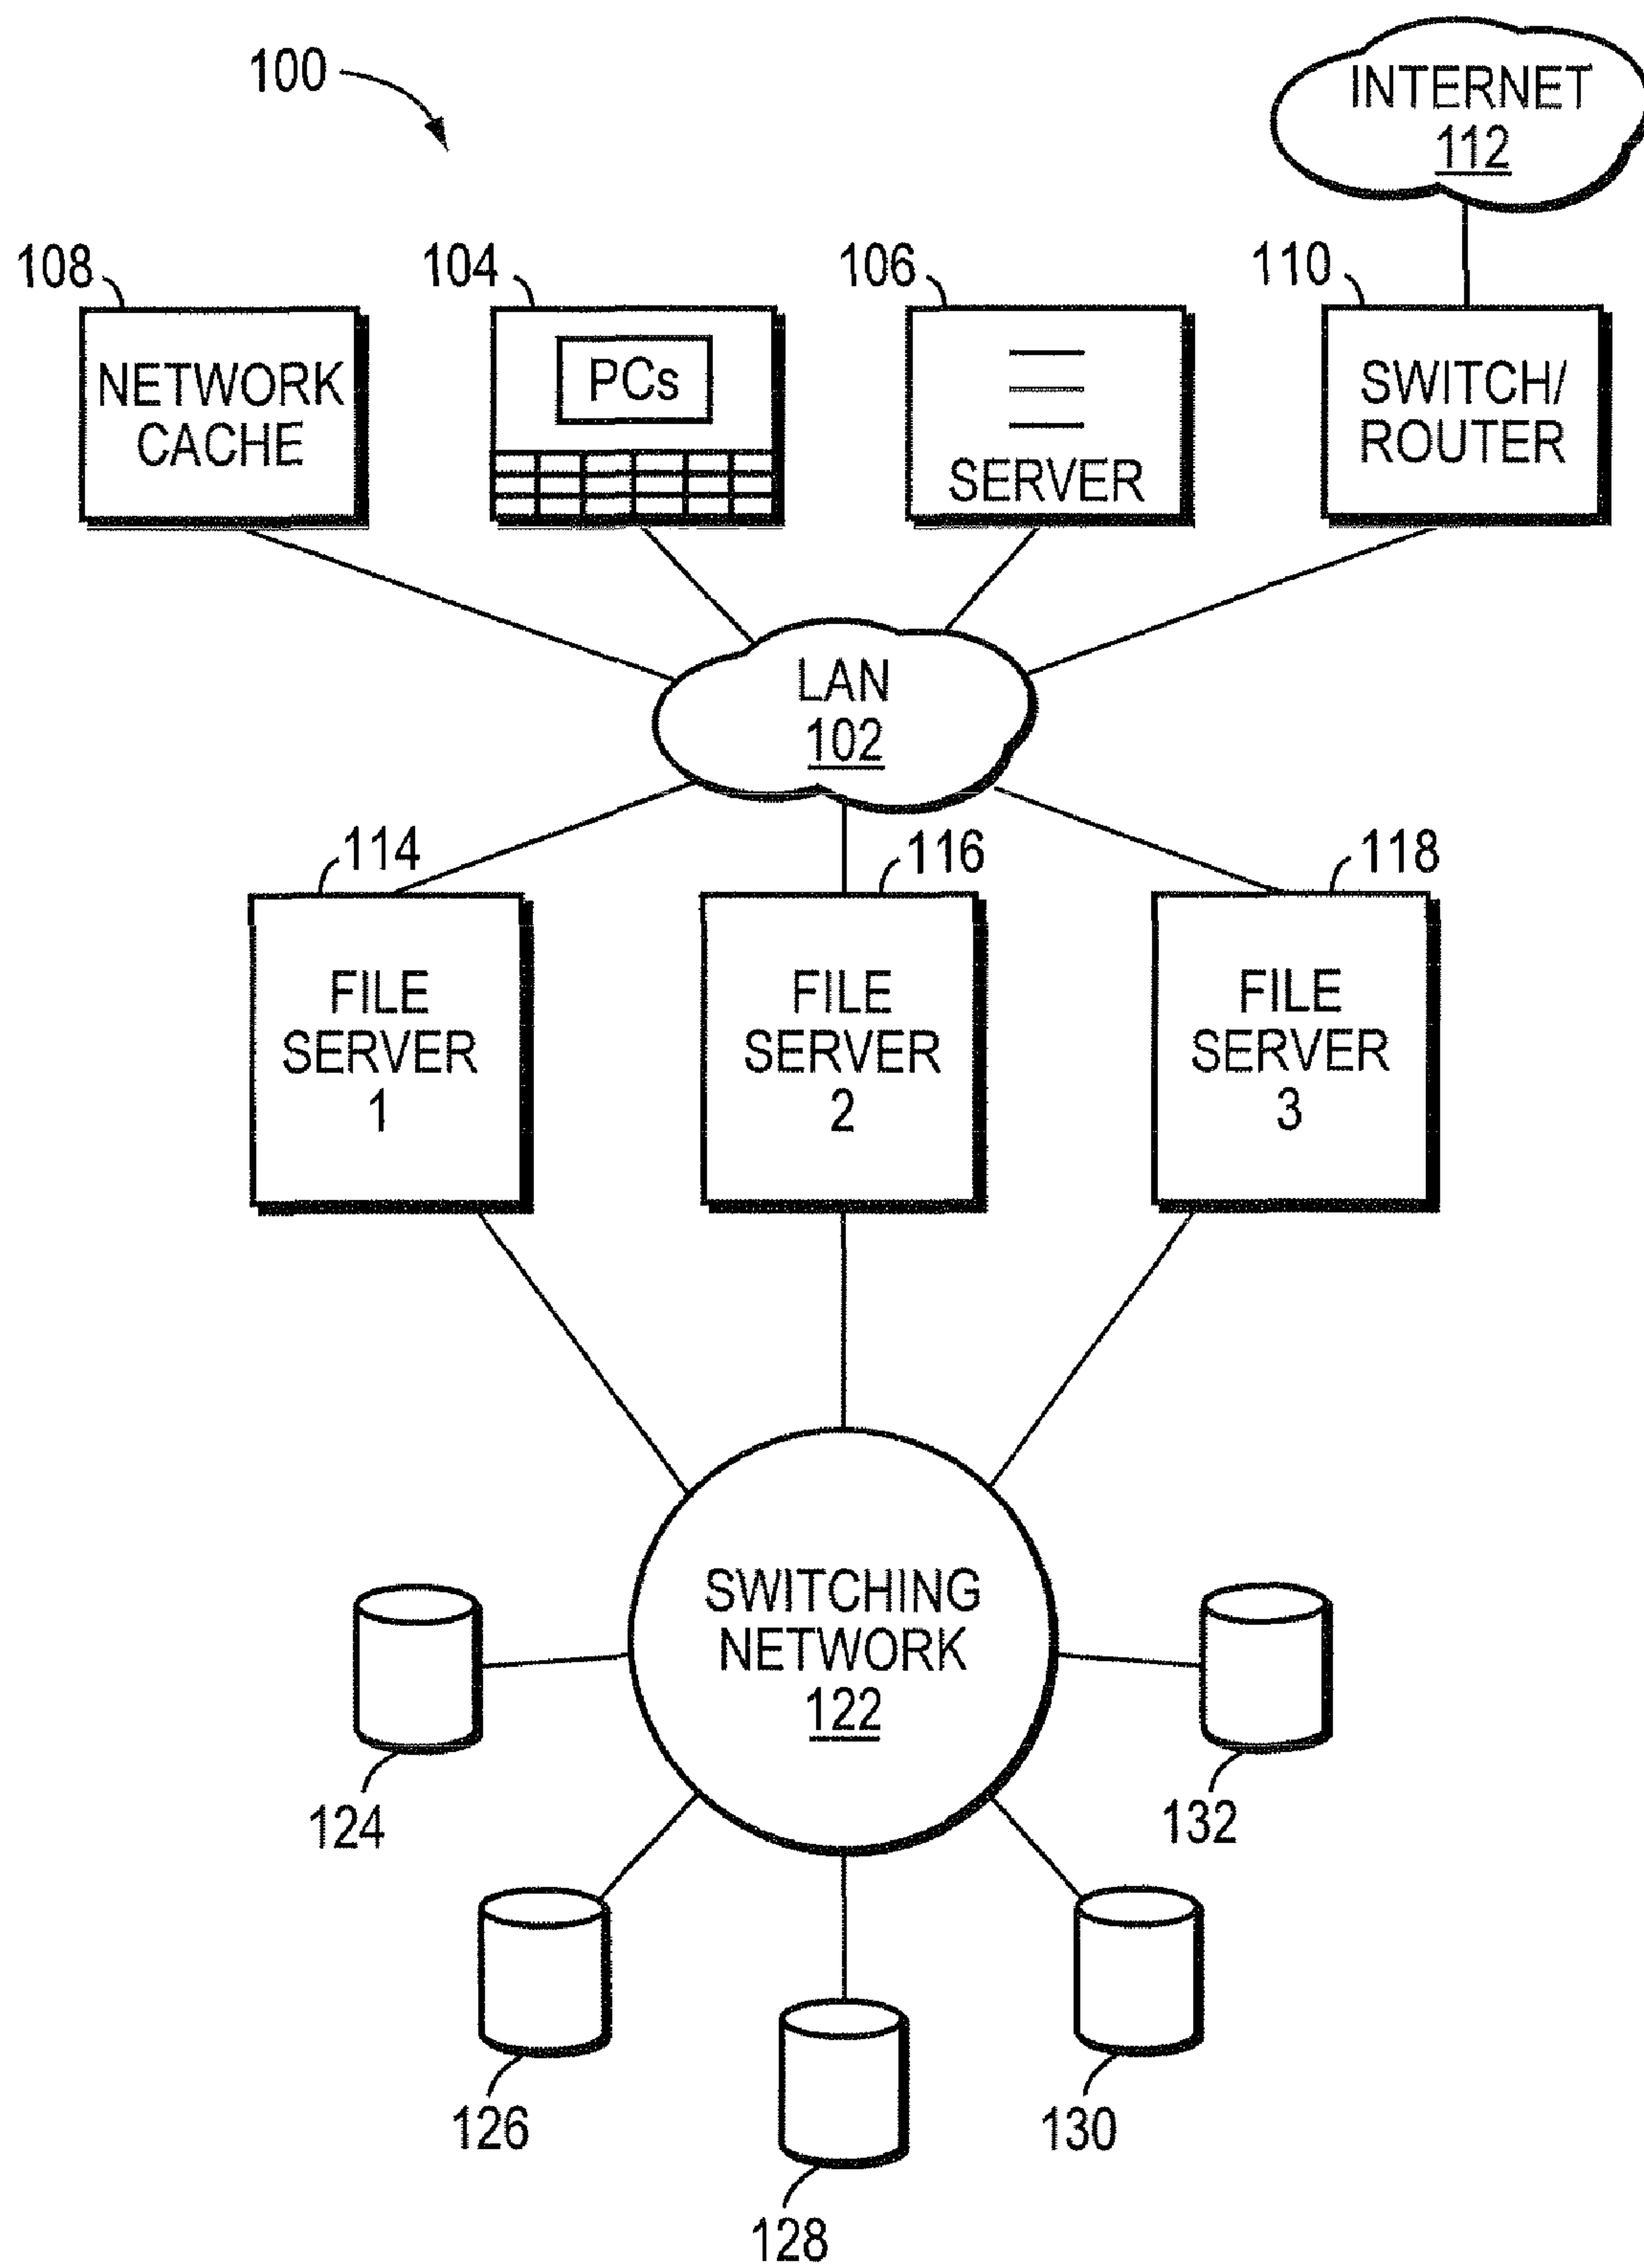 100
INTERNET
112
108
104
106
110
NETWORK
CACHE
PCs
SERVER
SWITCH/
ROUTER
LAN
102
114
116
118
FILE
SERVER
1
FILE
SERVER
2
FILE
SERVER
3
SWITCHING
NETWORK
122
124
132
126
130
128